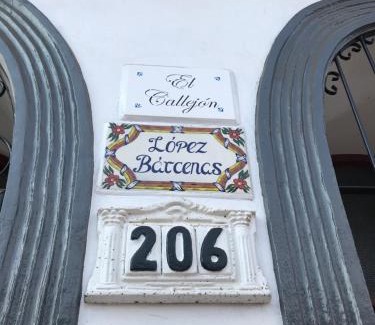 El
Callejón
López
Bárcenas
206